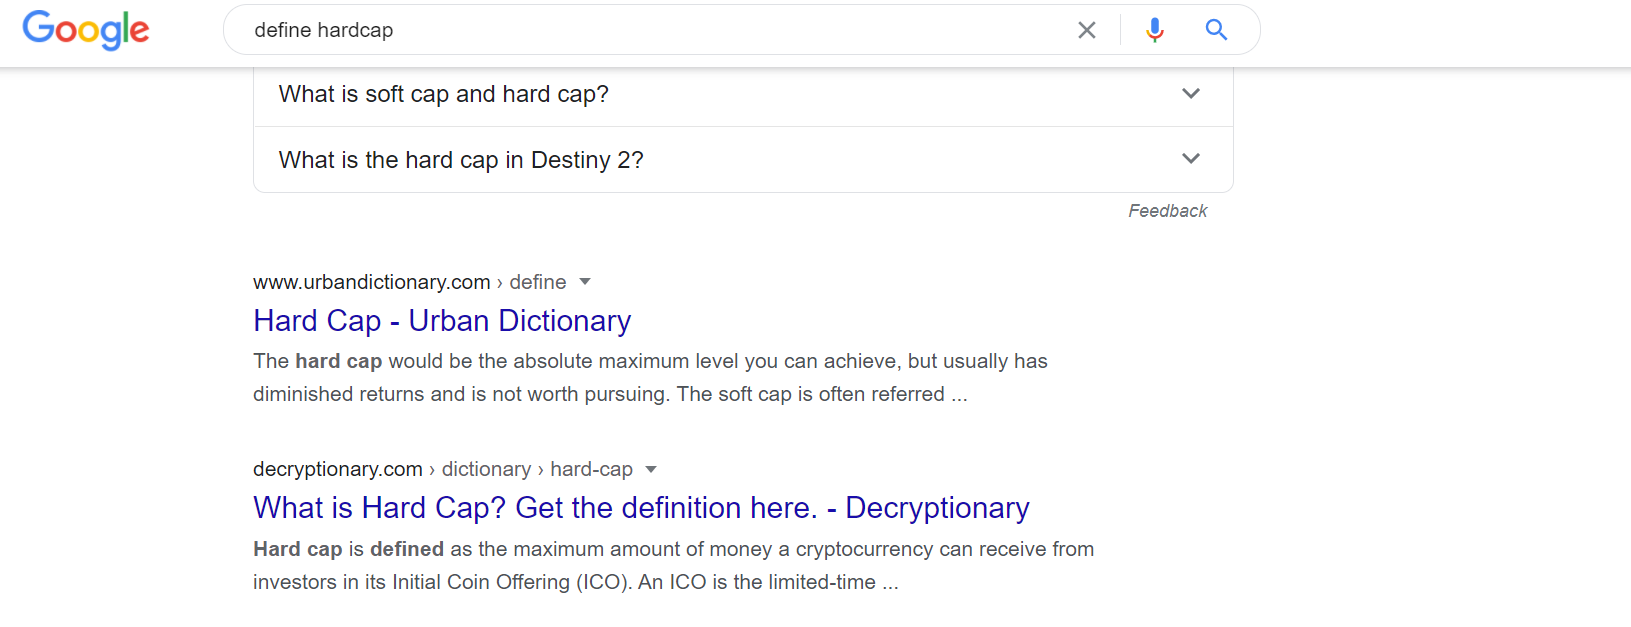 Google
define hardcap
What is soft cap and hard cap?
What is the hard cap in Destiny 2?
Feedback
www.urbandictionary.com › define
Hard Cap - Urban Dictionary
The hard cap would be the absolute maximum level you can achieve, but usually has
diminished returns and is not worth pursuing. The soft cap is often referred ...
decryptionary.com › dictionary › hard-cap
What is Hard Cap? Get the definition here. - Decryptionary
Hard cap is defined as the maximum amount of money a cryptocurrency can receive from
investors in its Initial Coin Offering (ICO). An ICO is the limited-time ...